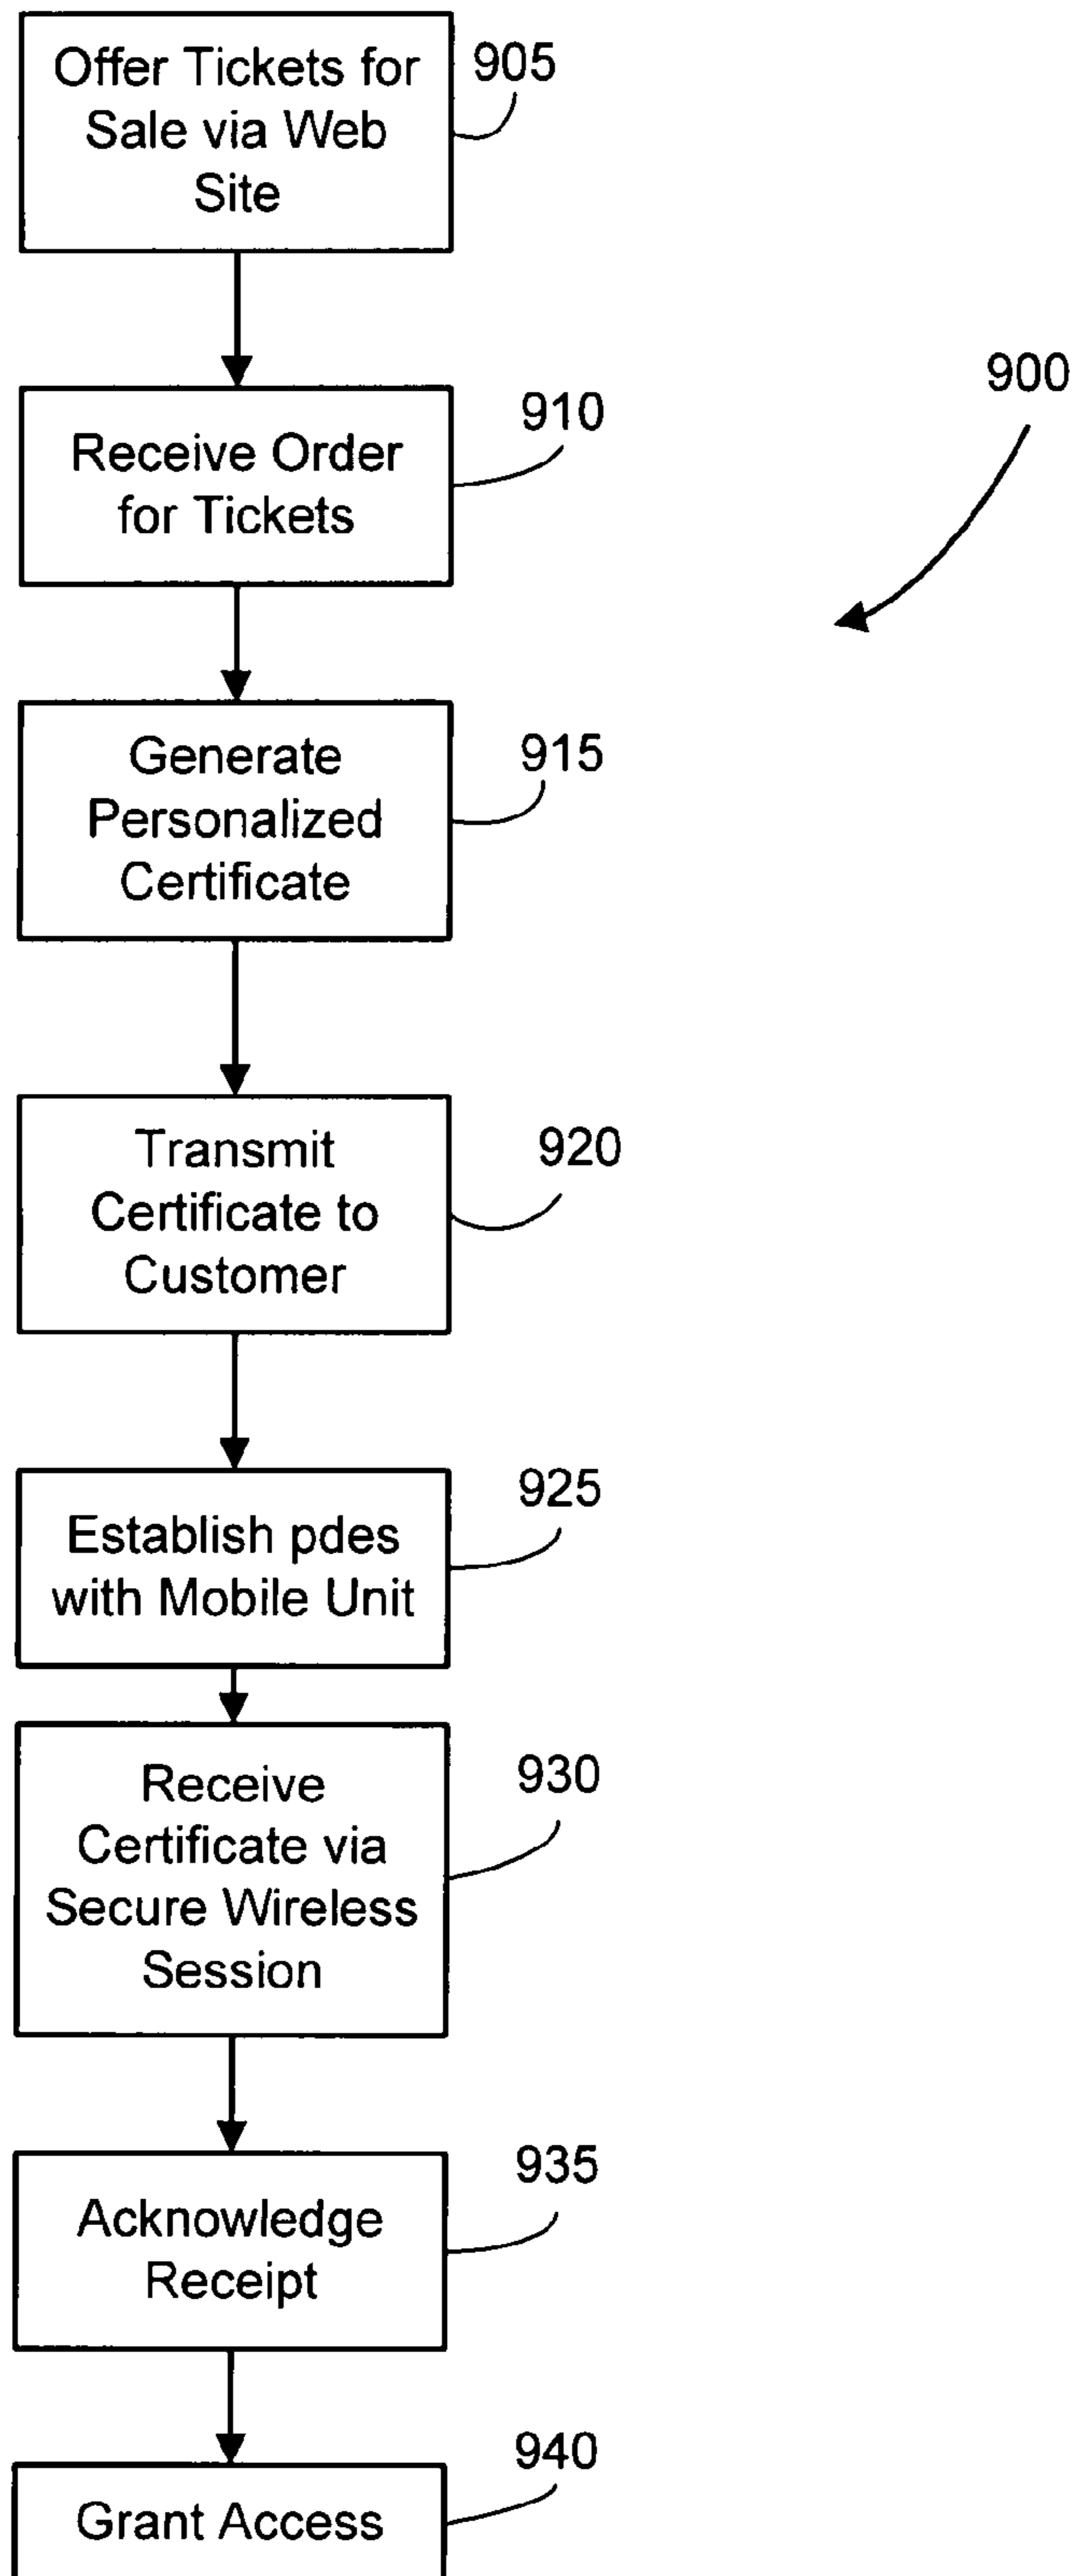 Offer Tickets for
Sale via Web
Site
905
900
Receive Order
for Tickets
910
Generate
Personalized
Certificate
915
Transmit
Certificate to
Customer
920
Establish pdes
with Mobile Unit
925
Receive
Certificate via
Secure Wireless
Session
930
Acknowledge
Receipt
935
Grant Access
940